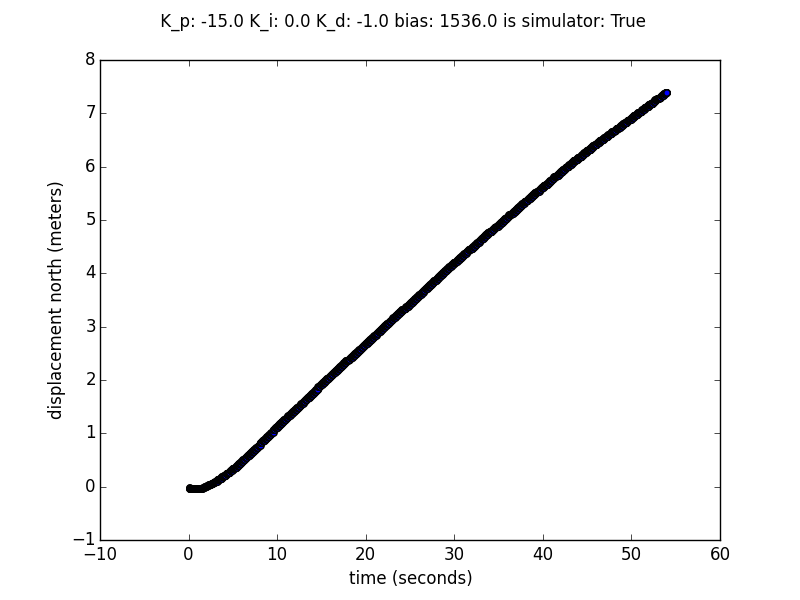 K_p: -15.0 K_i: 0.0 K_d: -1.0 bias: 1536.0 is simulator: True
8
7
6
5
4
3
2
1
0
−1
−10 0 10 20 30 40 50 60
displacement north (meters)
time (seconds)